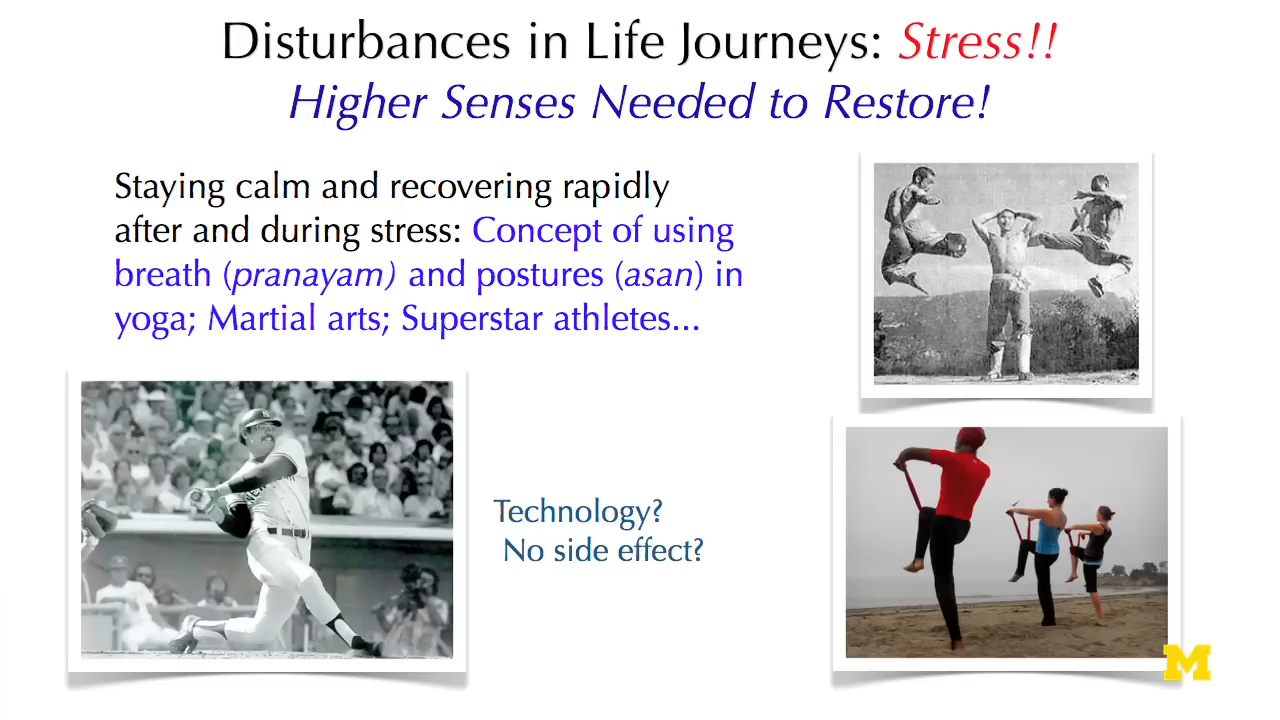 Disturbances in Life Journeys: Stress!!
Higher Senses Needed to Restore!
Staying calm and recovering rapidly
after and during stress: Concept of using
breath (pranayam) and postures (asan) in
yoga; Martial arts; Superstar athletes...
Technology?
No side effect?
M